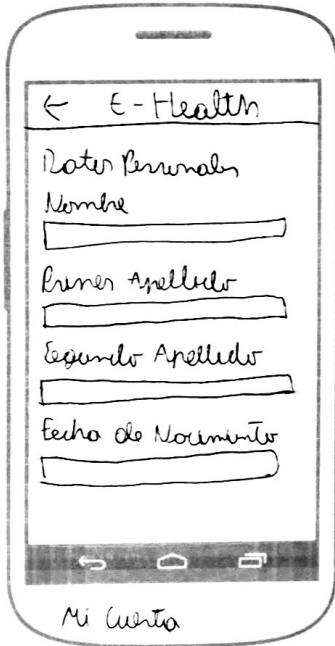 ← E-Health
Datos Personales
Nombre
Primer Apellido
Segundo Apellido
Fecha de Nacimiento
Mi Cuenta